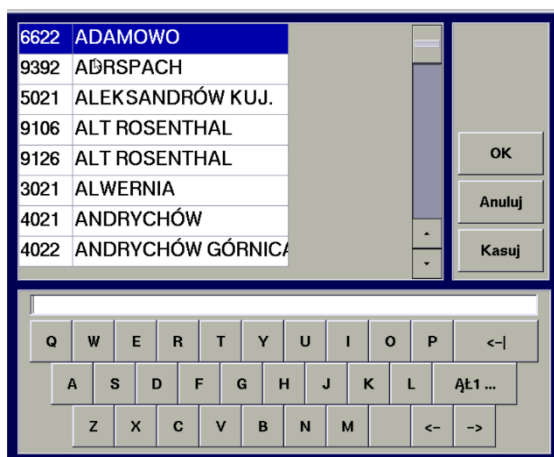 6622 ADAMOWO
9392 ADRSPACH
5021 ALEKSANDRÓW KUJ.
9106 ALT ROSENTHAL
9126 ALT ROSENTHAL
3021 ALWERNIA
4021 ANDRYCHÓW
4022 ANDRYCHÓW GÓRNICA
OK
Anuluj
Kasuj
Q W E R T Y U I O P <-|
A S D F G H J K L ĄŁ1 ...
Z X C V B N M <- ->